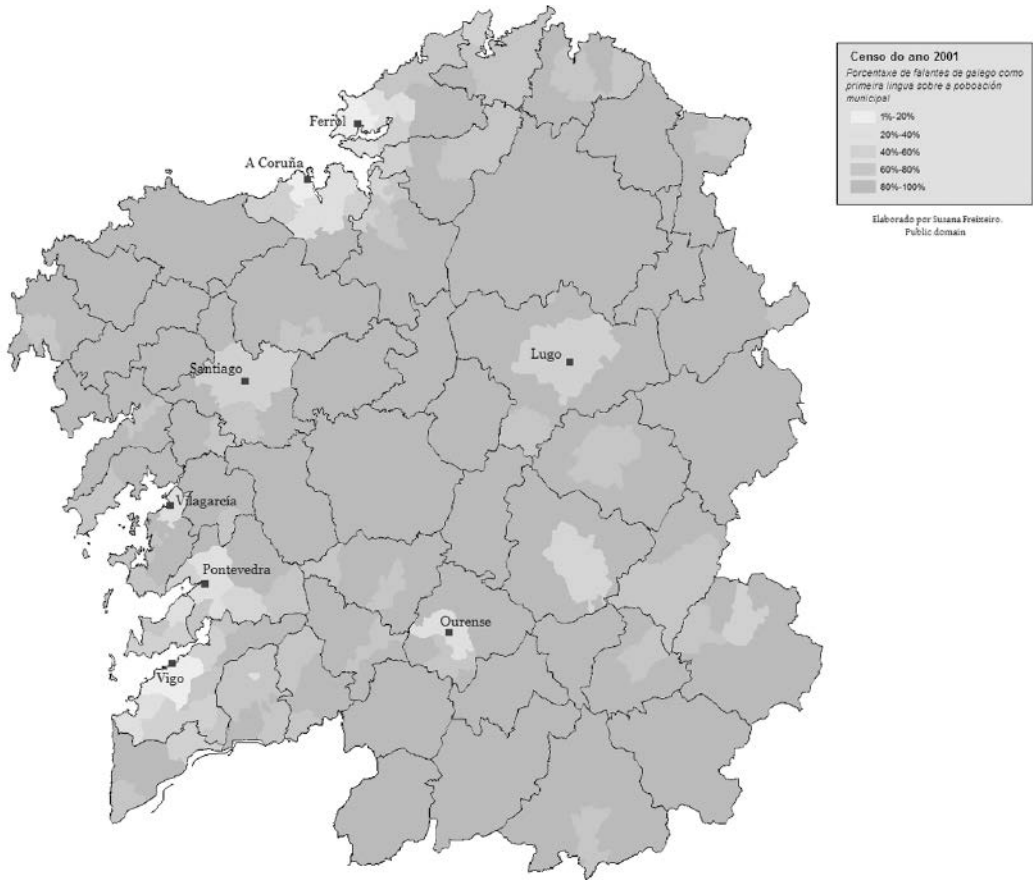 Censo do ano 2001
Porcentaxe de falantes de galego como
primeira lingua sobre a poboación
municipal
1%-20%
20%-40%
40%-60%
60%-80%
80%-100%
Elaborado por Susana Freixeiro.
Public domain
Ferrol
A Coruña
Santiago
Lugo
Vilagarcía
Pontevedra
Ourense
Vigo